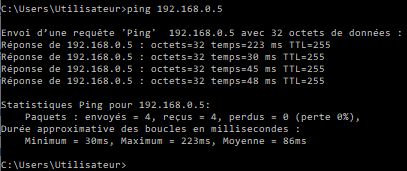 C:\Users\Utilisateur>ping 192.168.0.5
Envoi d'une requête 'Ping'  192.168.0.5 avec 32 octets de données :
Réponse de 192.168.0.5 : octets=32 temps=223 ms TTL=255
Réponse de 192.168.0.5 : octets=32 temps=30 ms TTL=255
Réponse de 192.168.0.5 : octets=32 temps=45 ms TTL=255
Réponse de 192.168.0.5 : octets=32 temps=48 ms TTL=255
Statistiques Ping pour 192.168.0.5:
    Paquets : envoyés = 4, reçus = 4, perdus = 0 (perte 0%),
Durée approximative des boucles en millisecondes :
    Minimum = 30ms, Maximum = 223ms, Moyenne = 86ms
C:\Users\Utilisateur>